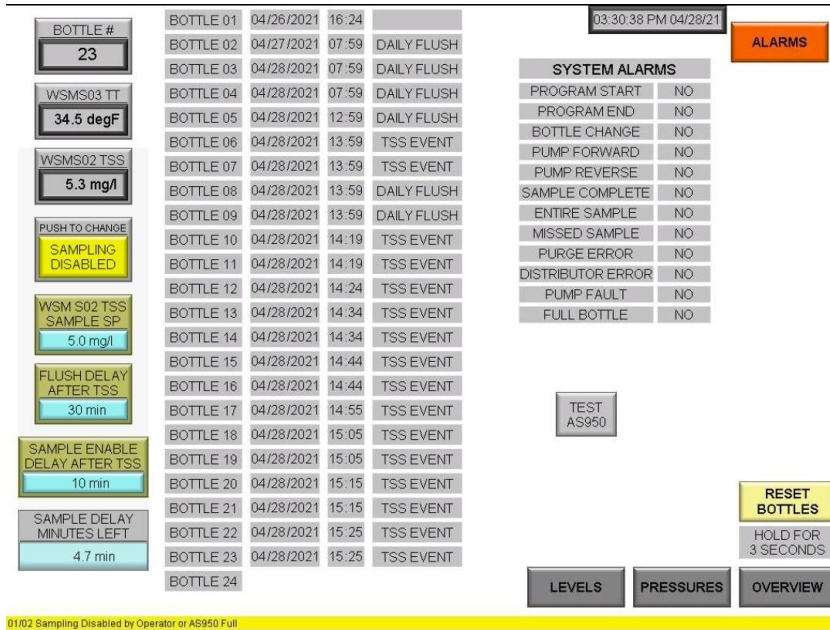 BOTTLE #
23
WSMS03 TT
34.5 degF
WSMS02 TSS
5.3 mg/l
PUSH TO CHANGE
SAMPLING
DISABLED
WSM S02 TSS
SAMPLE SP
5.0 mg/l
FLUSH DELAY
AFTER TSS
30 min
SAMPLE ENABLE
DELAY AFTER TSS
10 min
SAMPLE DELAY
MINUTES LEFT
4.7 min
BOTTLE 01 04/26/2021 16:24
BOTTLE 02 04/27/2021 07:59 DAILY FLUSH
BOTTLE 03 04/28/2021 07:59 DAILY FLUSH
BOTTLE 04 04/28/2021 07:59 DAILY FLUSH
BOTTLE 05 04/28/2021 12:59 DAILY FLUSH
BOTTLE 06 04/28/2021 13:59 TSS EVENT
BOTTLE 07 04/28/2021 13:59 TSS EVENT
BOTTLE 08 04/28/2021 13:59 DAILY FLUSH
BOTTLE 09 04/28/2021 13:59 DAILY FLUSH
BOTTLE 10 04/28/2021 14:19 TSS EVENT
BOTTLE 11 04/28/2021 14:19 TSS EVENT
BOTTLE 12 04/28/2021 14:24 TSS EVENT
BOTTLE 13 04/28/2021 14:34 TSS EVENT
BOTTLE 14 04/28/2021 14:34 TSS EVENT
BOTTLE 15 04/28/2021 14:44 TSS EVENT
BOTTLE 16 04/28/2021 14:44 TSS EVENT
BOTTLE 17 04/28/2021 14:55 TSS EVENT
BOTTLE 18 04/28/2021 15:05 TSS EVENT
BOTTLE 19 04/28/2021 15:05 TSS EVENT
BOTTLE 20 04/28/2021 15:15 TSS EVENT
BOTTLE 21 04/28/2021 15:15 TSS EVENT
BOTTLE 22 04/28/2021 15:25 TSS EVENT
BOTTLE 23 04/28/2021 15:25 TSS EVENT
BOTTLE 24
03:30:38 PM 04/28/21
ALARMS
SYSTEM ALARMS
PROGRAM START NO
PROGRAM END NO
BOTTLE CHANGE NO
PUMP FORWARD NO
PUMP REVERSE NO
SAMPLE COMPLETE NO
ENTIRE SAMPLE NO
MISSED SAMPLE NO
PURGE ERROR NO
DISTRIBUTOR ERROR NO
PUMP FAULT NO
FULL BOTTLE NO
TEST
AS950
RESET
BOTTLES
HOLD FOR
3 SECONDS
LEVELS
PRESSURES
OVERVIEW
01/02 Sampling Disabled by Operator or AS950 Full